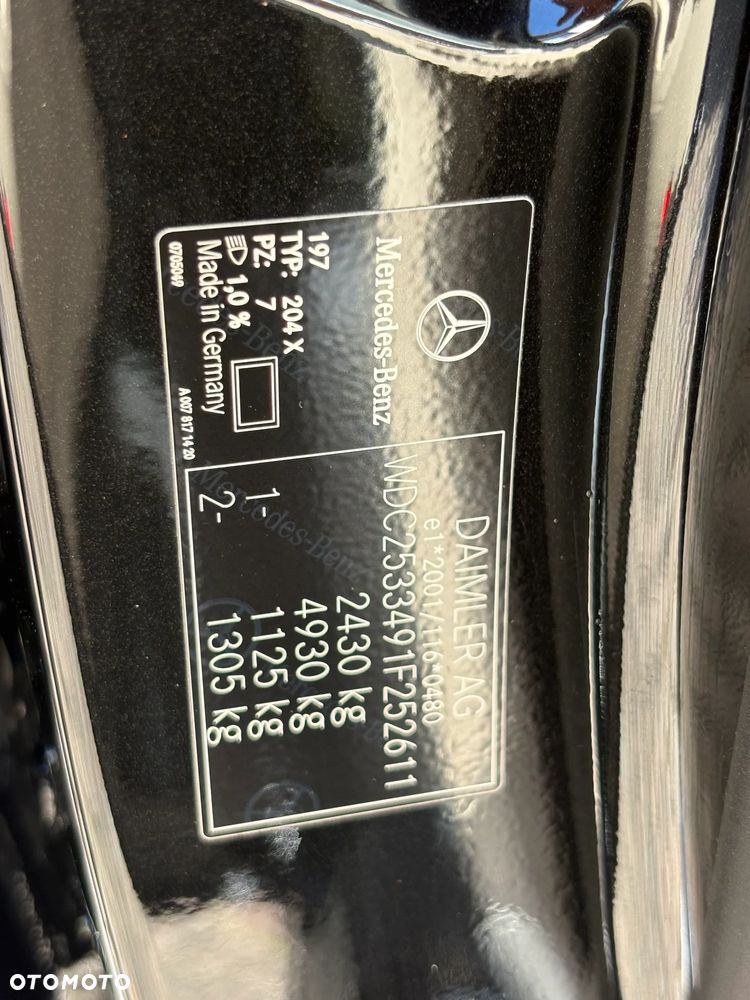 Mercedes-Benz
197
TYP: 204 X
PZ: 7
1,0 %
Made in Germany
0705049
A 007 817 14 20
DAIMLER AG
e1*2001/116*0480
WDC2533491F252611
2430 kg
4930 kg
1- 1125 kg
2- 1305 kg
OTOMOTO